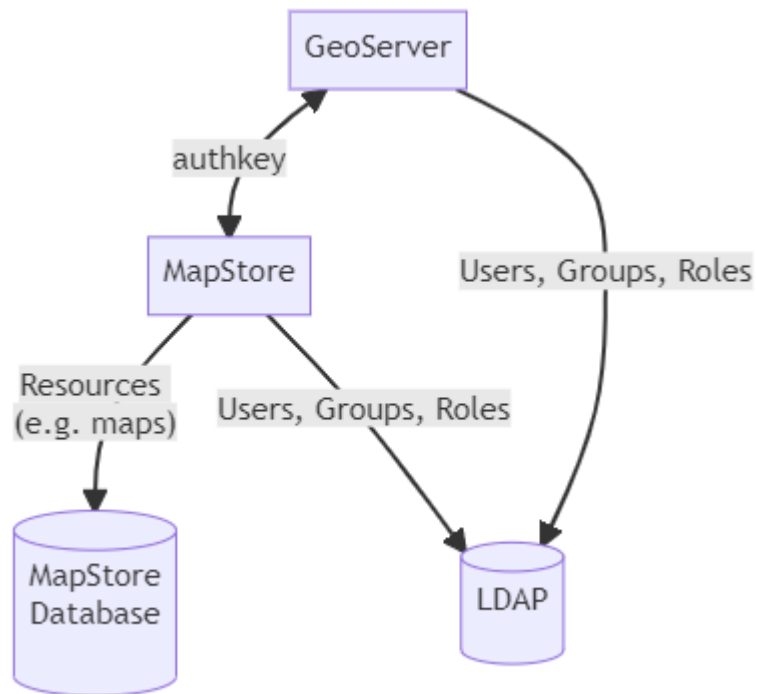 GeoServer
authkey
MapStore
Users, Groups, Roles
Resources
(e.g. maps)
Users, Groups, Roles
MapStore
Database
LDAP